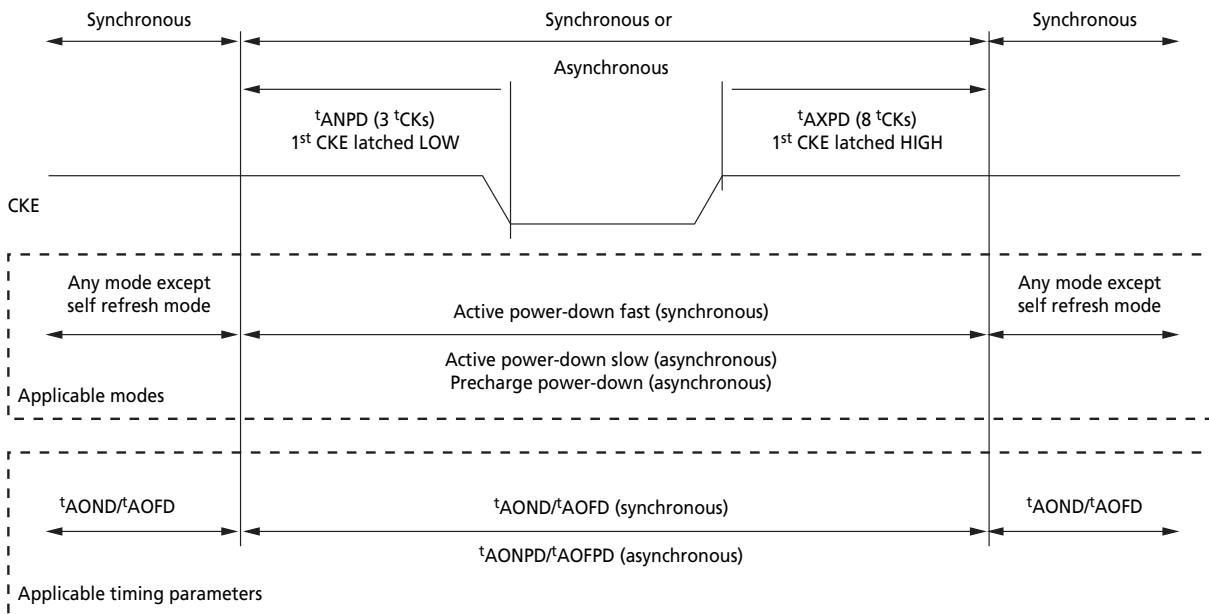 Synchronous
Synchronous or
Synchronous
Asynchronous
tANPD (3 tCKs)
1st CKE latched LOW
tAXPD (8 tCKs)
1st CKE latched HIGH
CKE
Any mode except
self refresh mode
Active power-down fast (synchronous)
Any mode except
self refresh mode
Active power-down slow (asynchronous)
Precharge power-down (asynchronous)
Applicable modes
tAOND/tAOFD
tAOND/tAOFD (synchronous)
tAOND/tAOFD
tAONPD/tAOFPD (asynchronous)
Applicable timing parameters